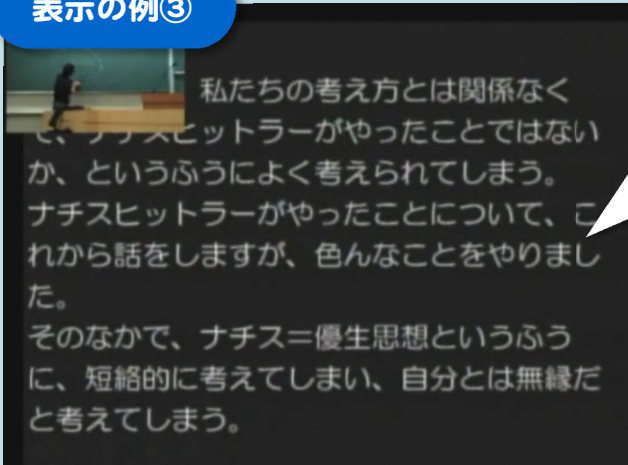 表示の例③
私たちの考え方とは関係なく
て、ナチスヒットラーがやったことではない
か、というふうによく考えられてしまう。
ナチスヒットラーがやったことについて、こ
れから話をしますが、色んなことをやりまし
た。
そのなかで、ナチス＝優生思想というふう
に、短絡的に考えてしまい、自分とは無縁だ
と考えてしまう。